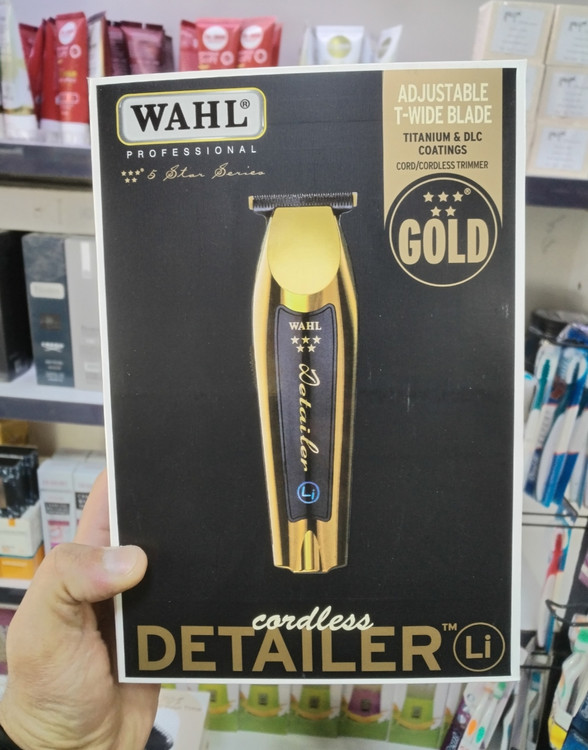 WAHL®
PROFESSIONAL
5 Star Series
ADJUSTABLE
T-WIDE BLADE
TITANIUM & DLC
COATINGS
CORD/CORDLESS TRIMMER
GOLD®
WAHL
Detailer
Li
cordless
DETAILER™ Li